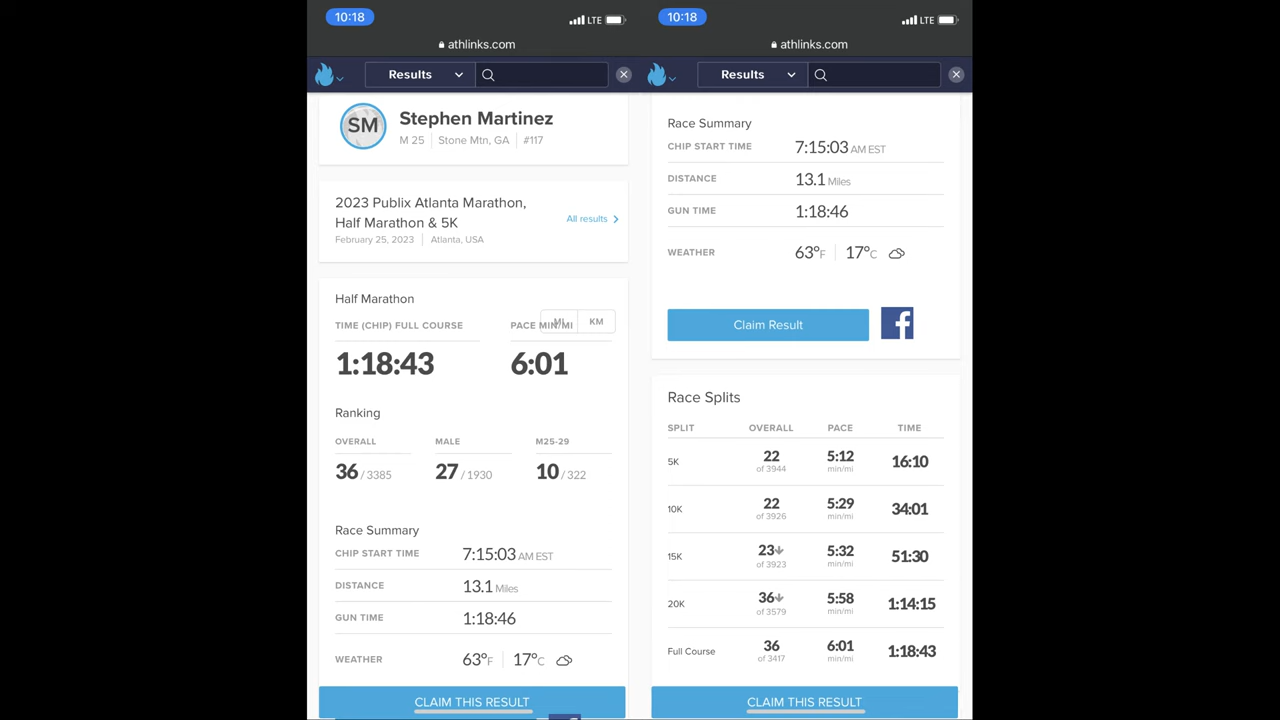 10:18
LTE
athlinks.com
Results
SM
Stephen Martinez
M 25 Stone Mtn, GA #117
2023 Publix Atlanta Marathon,
Half Marathon & 5K
All results
February 25, 2023 Atlanta, USA
Half Marathon
MI KM
TIME (CHIP) FULL COURSE PACE MIN/MI
1:18:43 6:01
Ranking
OVERALL MALE M25-29
36 / 3385 27 / 1930 10 / 322
Race Summary
CHIP START TIME 7:15:03 AM EST
DISTANCE 13.1 Miles
GUN TIME 1:18:46
WEATHER 63°F 17°C
CLAIM THIS RESULT
10:18
LTE
athlinks.com
Results
Race Summary
CHIP START TIME 7:15:03 AM EST
DISTANCE 13.1 Miles
GUN TIME 1:18:46
WEATHER 63°F 17°C
Claim Result
Race Splits
SPLIT OVERALL PACE TIME
5K 22 of 3944 5:12 min/mi 16:10
10K 22 of 3926 5:29 min/mi 34:01
15K 23 of 3923 5:32 min/mi 51:30
20K 36 of 3579 5:58 min/mi 1:14:15
Full Course 36 of 3417 6:01 min/mi 1:18:43
CLAIM THIS RESULT